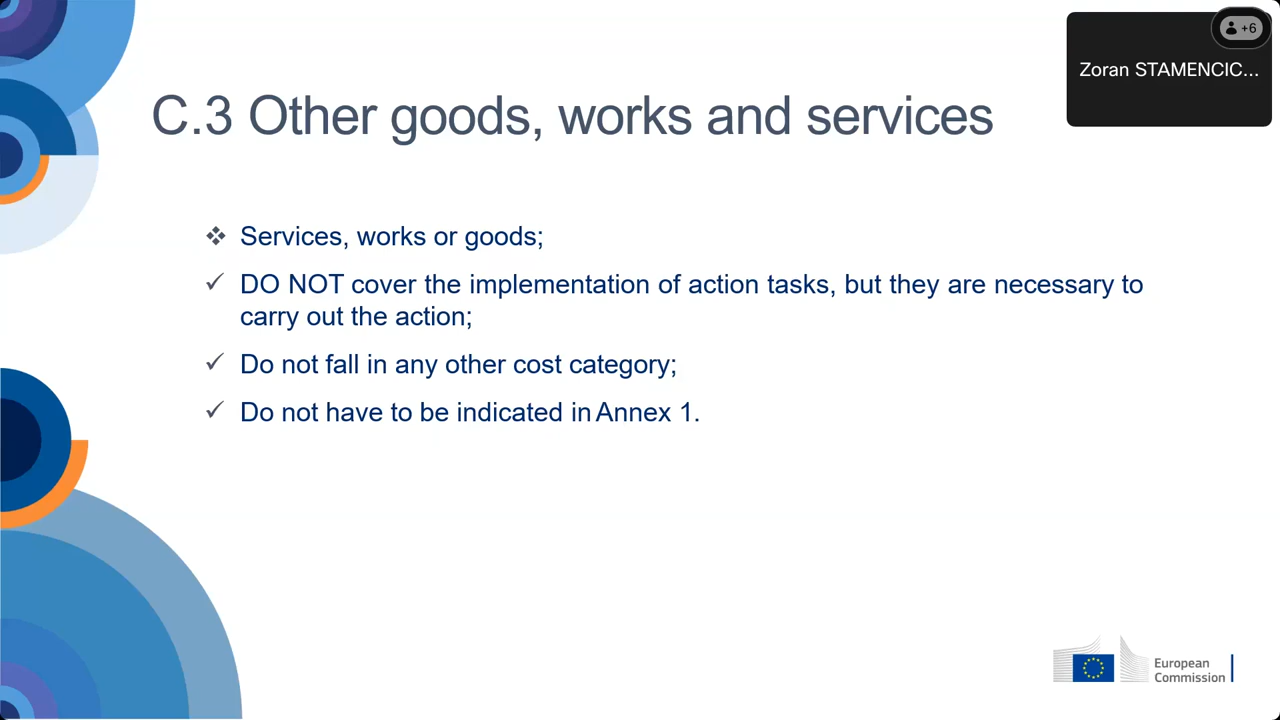 +6
Zoran STAMENCIC...
C.3 Other goods, works and services
❖ Services, works or goods;
✓ DO NOT cover the implementation of action tasks, but they are necessary to
carry out the action;
✓ Do not fall in any other cost category;
✓ Do not have to be indicated in Annex 1.
European
Commission